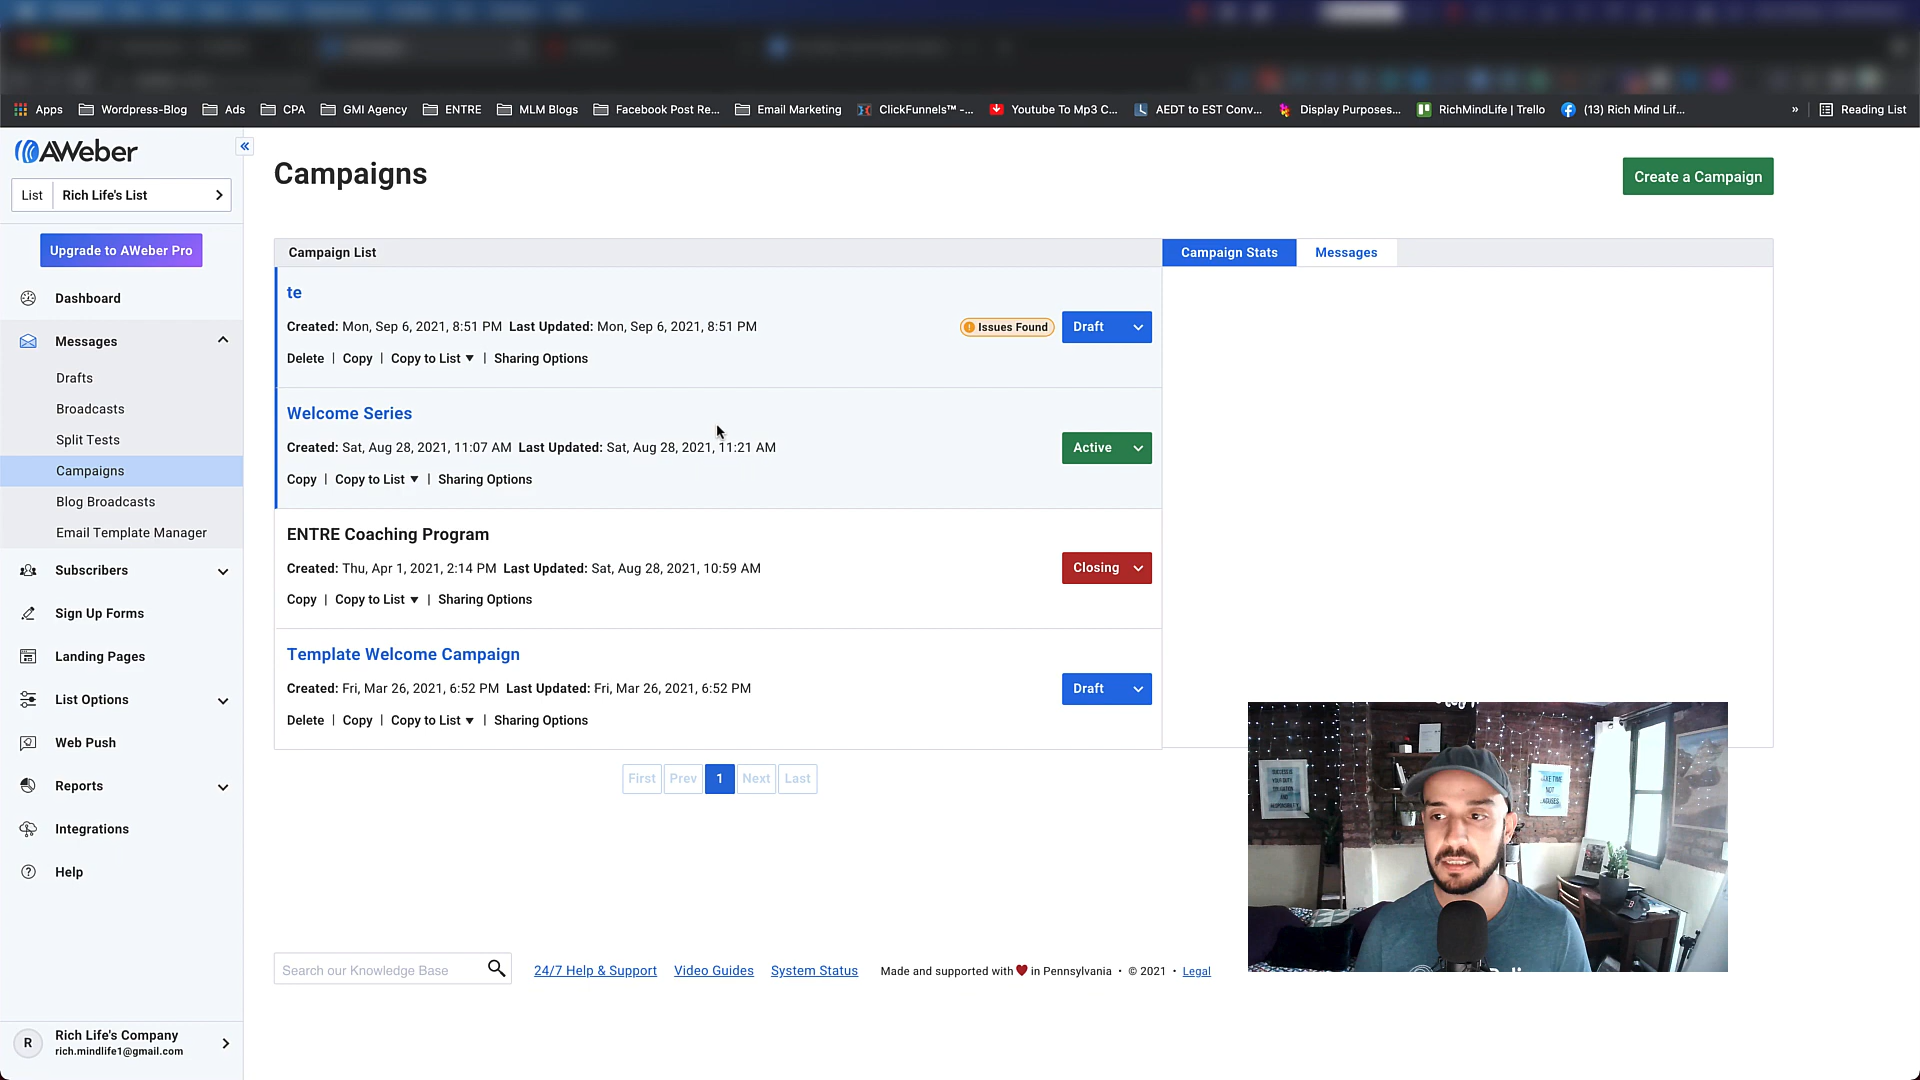 Apps Wordpress-Blog Ads CPA GMI Agency ENTRE MLM Blogs Facebook Post Re... Email Marketing ClickFunnels™ -... Youtube To Mp3 C... AEDT to EST Conv... Display Purposes... RichMindLife | Trello (13) Rich Mind Lif... » Reading List
AWeber «
List Rich Life's List
Upgrade to AWeber Pro
Dashboard
Messages
Drafts
Broadcasts
Split Tests
Campaigns
Blog Broadcasts
Email Template Manager
Subscribers
Sign Up Forms
Landing Pages
List Options
Web Push
Reports
Integrations
Help
R Rich Life's Company
rich.mindlife1@gmail.com
Campaigns
Create a Campaign
Campaign List
Campaign Stats Messages
te
Created: Mon, Sep 6, 2021, 8:51 PM Last Updated: Mon, Sep 6, 2021, 8:51 PM
Issues Found Draft
Delete | Copy | Copy to List ▼ | Sharing Options
Welcome Series
Created: Sat, Aug 28, 2021, 11:07 AM Last Updated: Sat, Aug 28, 2021, 11:21 AM
Active
Copy | Copy to List ▼ | Sharing Options
ENTRE Coaching Program
Created: Thu, Apr 1, 2021, 2:14 PM Last Updated: Sat, Aug 28, 2021, 10:59 AM
Closing
Copy | Copy to List ▼ | Sharing Options
Template Welcome Campaign
Created: Fri, Mar 26, 2021, 6:52 PM Last Updated: Fri, Mar 26, 2021, 6:52 PM
Draft
Delete | Copy | Copy to List ▼ | Sharing Options
First Prev 1 Next Last
TAKE TIME
NOT
EXCUSES
Search our Knowledge Base
24/7 Help & Support Video Guides System Status Made and supported with ❤ in Pennsylvania • © 2021 • Legal